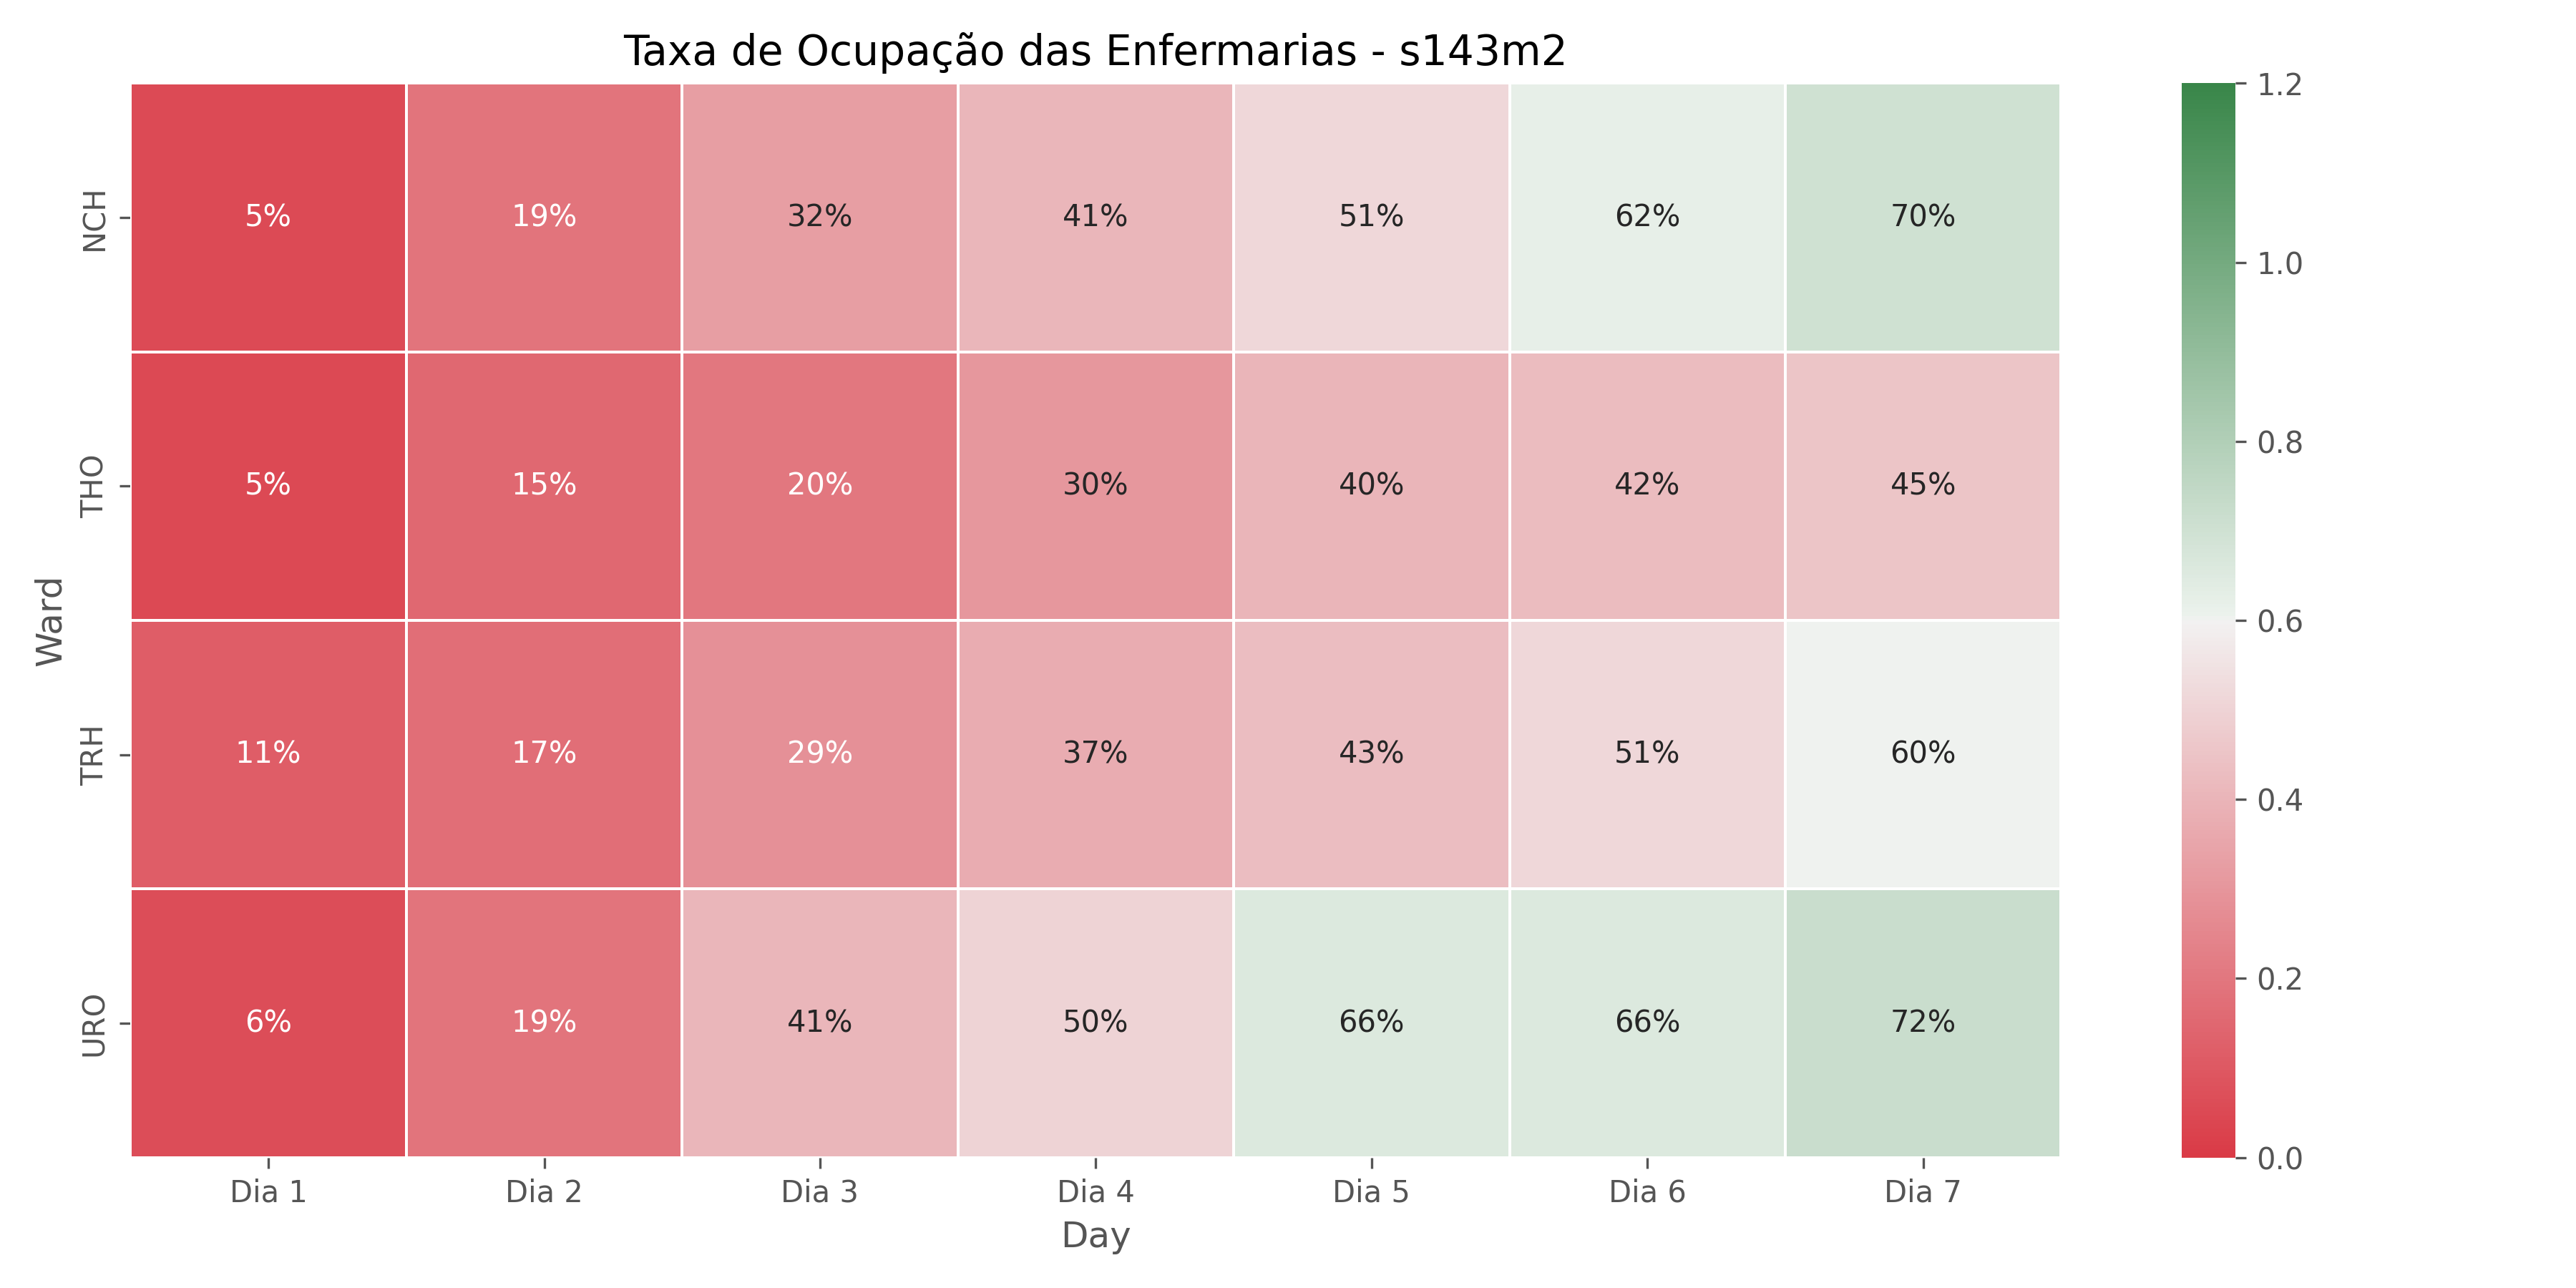 Taxa de Ocupação das Enfermarias - s143m2
Ward
NCH 5% 19% 32% 41% 51% 62% 70%
THO 5% 15% 20% 30% 40% 42% 45%
TRH 11% 17% 29% 37% 43% 51% 60%
URO 6% 19% 41% 50% 66% 66% 72%
Dia 1 Dia 2 Dia 3 Dia 4 Dia 5 Dia 6 Dia 7
Day
1.2
1.0
0.8
0.6
0.4
0.2
0.0